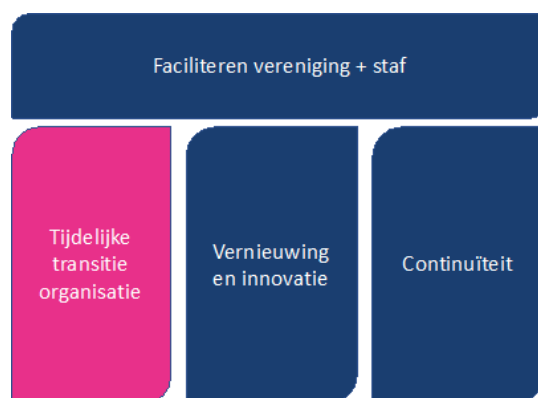 Faciliteren vereniging + staf
Tijdelijke
transitie
organisatie
Vernieuwing
en innovatie
Continuïteit